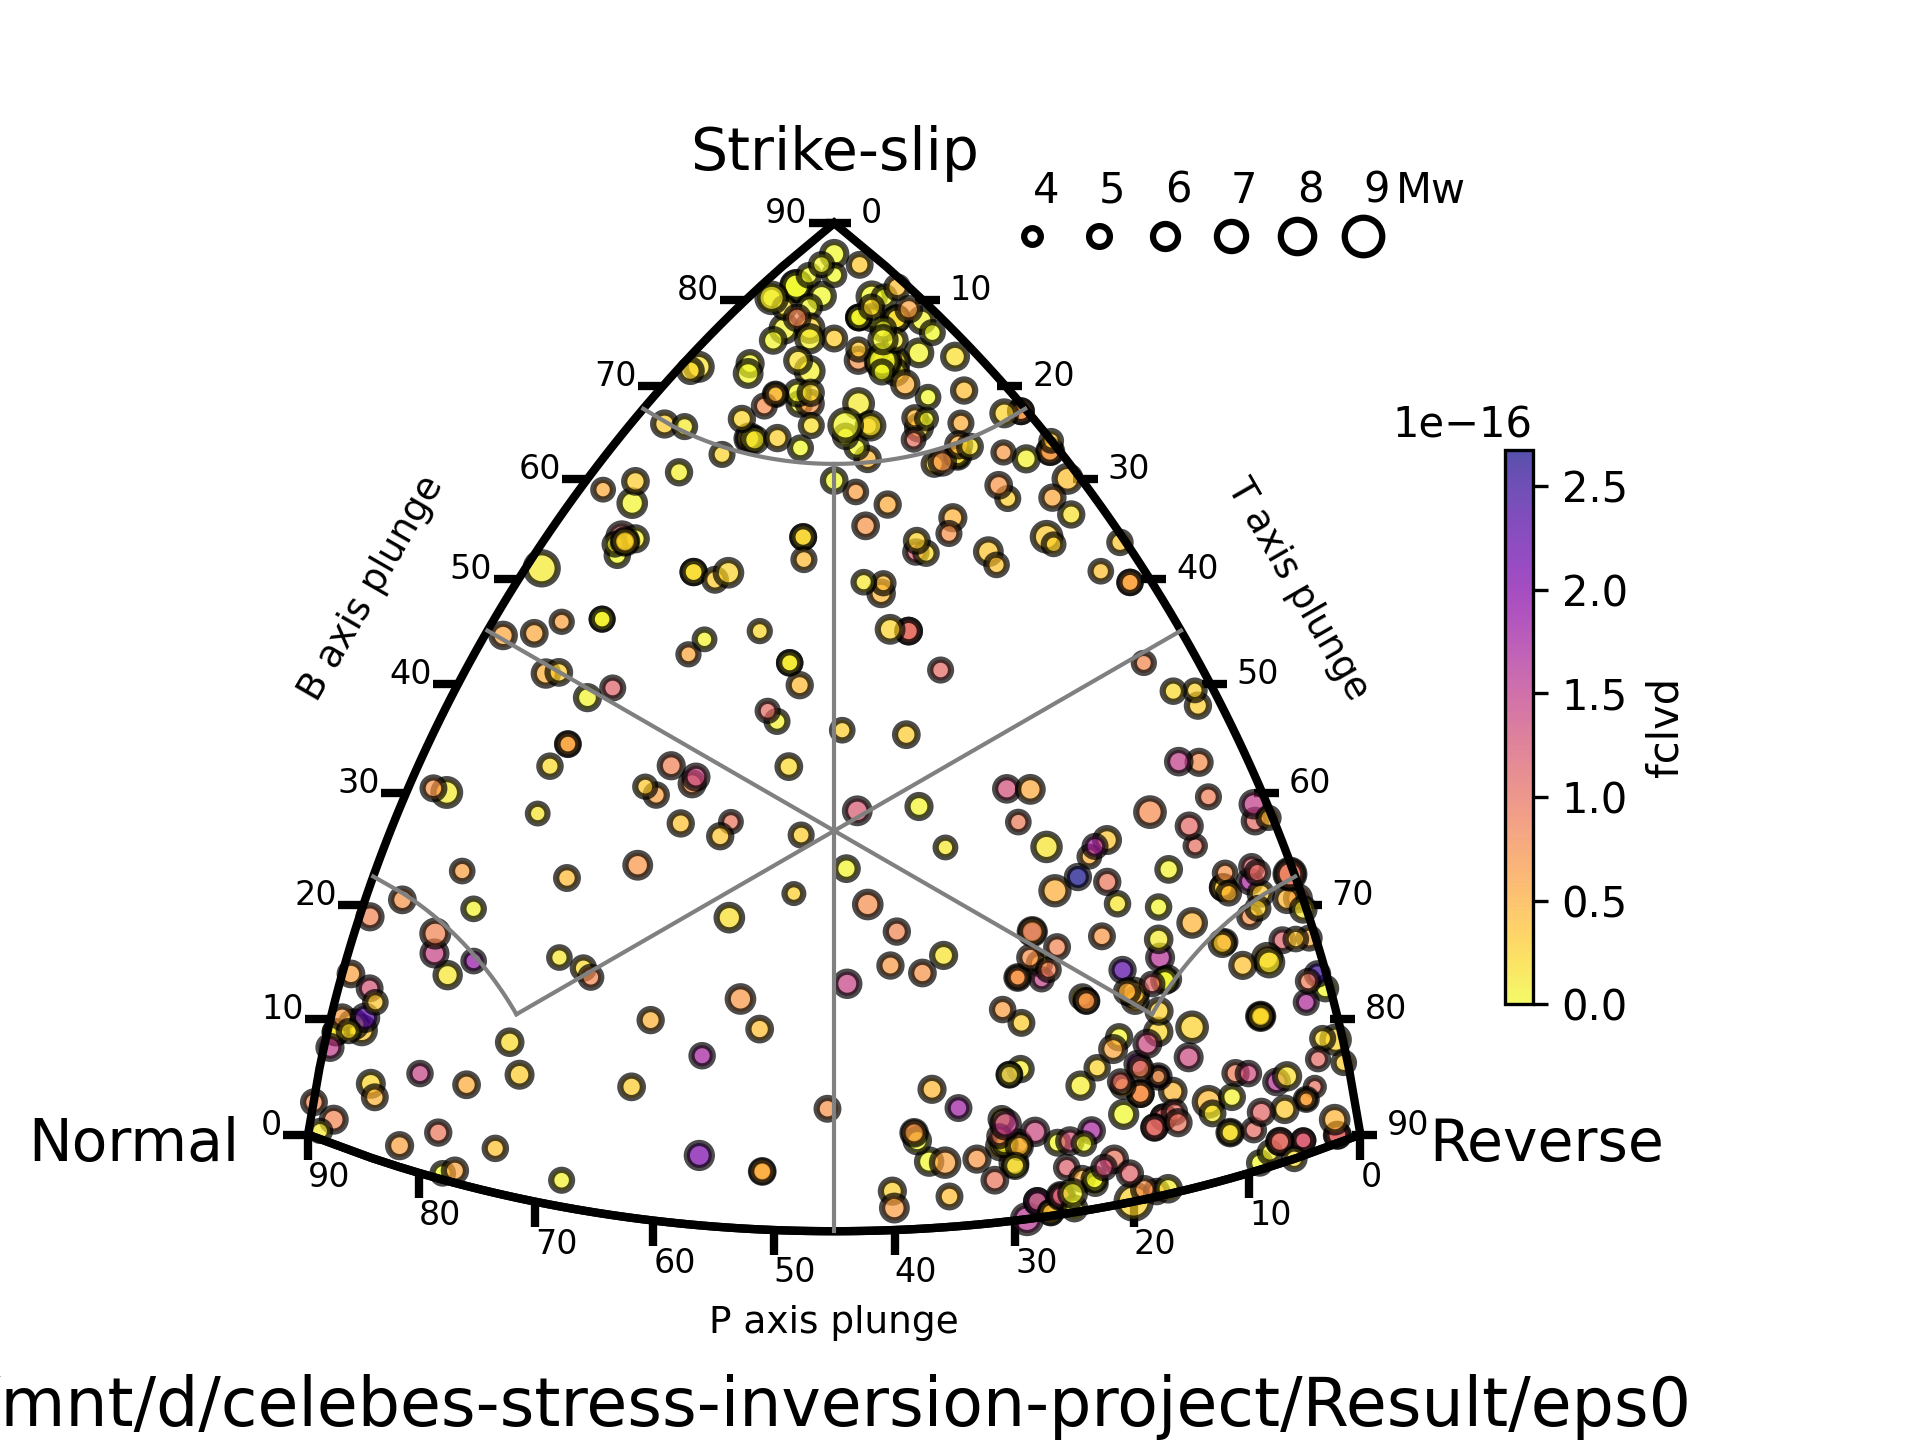 Strike-slip
4 5 6 7 8 9 Mw
90 0
80 10
70 20
1e−16
60 30
2.5
50 40
2.0
B axis plunge
T axis plunge
40 50
1.5
fclvd
30 60
1.0
20 70
0.5
10 80
0.0
Normal 0 90 Reverse
90 80 70 60 50 40 30 20 10 0
P axis plunge
mnt/d/celebes-stress-inversion-project/Result/eps0